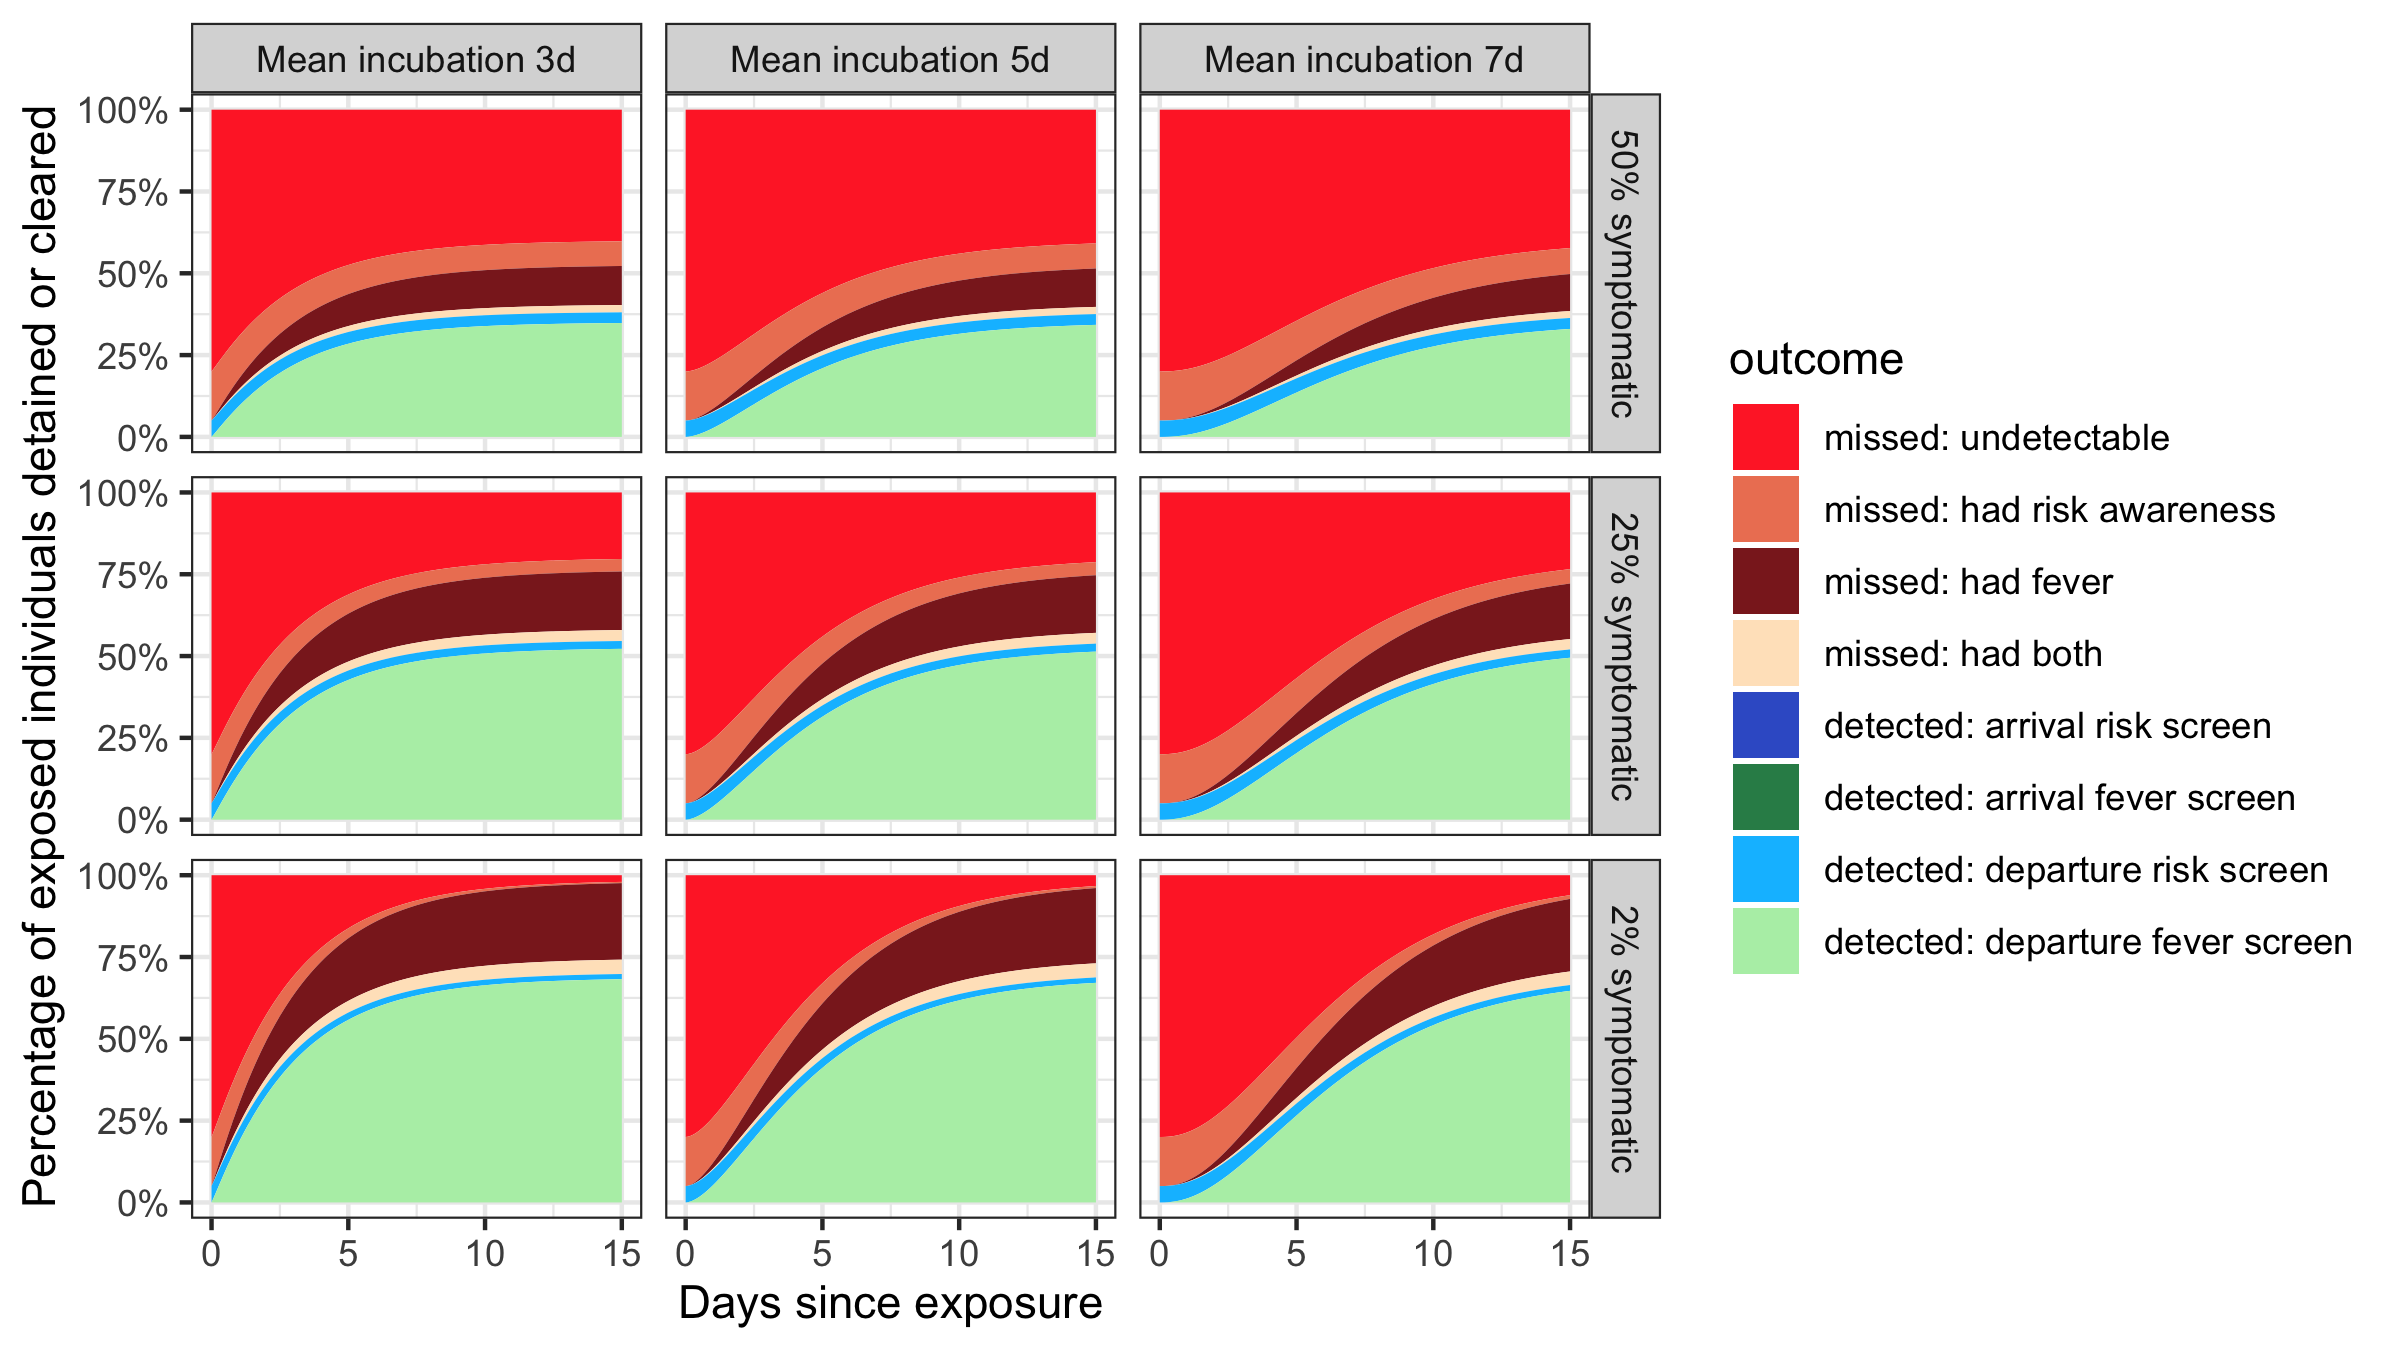 Mean incubation 3d
Mean incubation 5d
Mean incubation 7d
Percentage of exposed individuals detained or cleared
100%
75%
50%
25%
0%
50% symptomatic
100%
75%
50%
25%
0%
25% symptomatic
100%
75%
50%
25%
0%
2% symptomatic
0 5 10 15
0 5 10 15
0 5 10 15
Days since exposure
outcome
missed: undetectable
missed: had risk awareness
missed: had fever
missed: had both
detected: arrival risk screen
detected: arrival fever screen
detected: departure risk screen
detected: departure fever screen